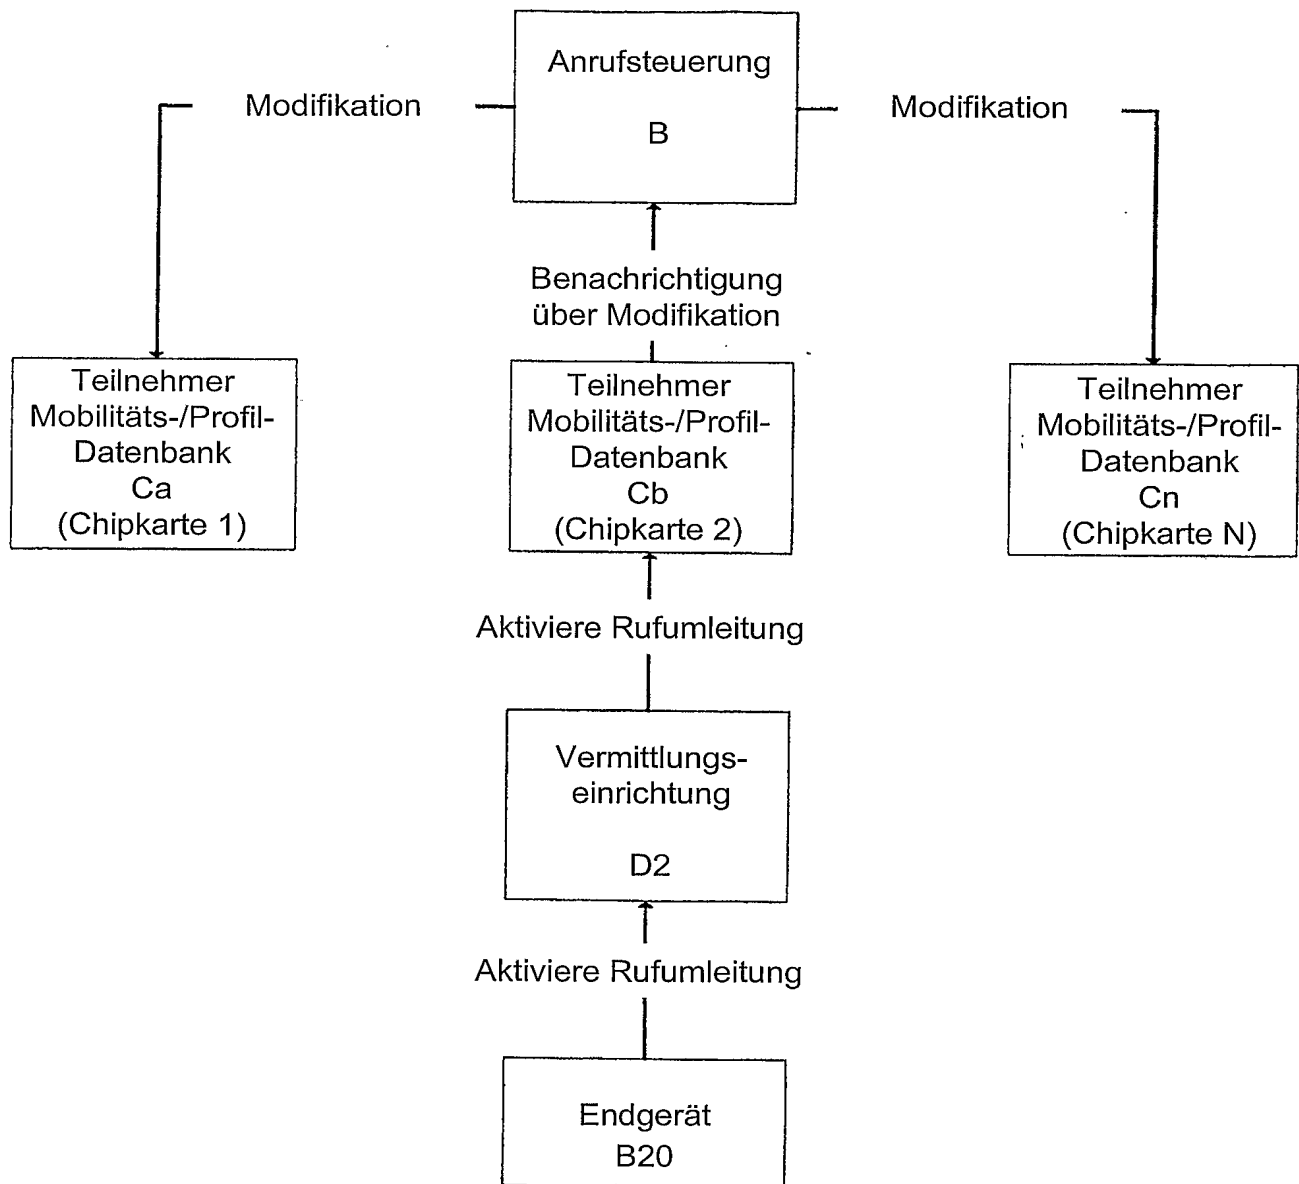 Anrufsteuerung
B
Modifikation
Modifikation
Benachrichtigung
über Modifikation
Teilnehmer
Mobilitäts-/Profil-
Datenbank
Ca
(Chipkarte 1)
Teilnehmer
Mobilitäts-/Profil-
Datenbank
Cb
(Chipkarte 2)
Teilnehmer
Mobilitäts-/Profil-
Datenbank
Cn
(Chipkarte N)
Aktiviere Rufumleitung
Vermittlungs-
einrichtung
D2
Aktiviere Rufumleitung
Endgerät
B20